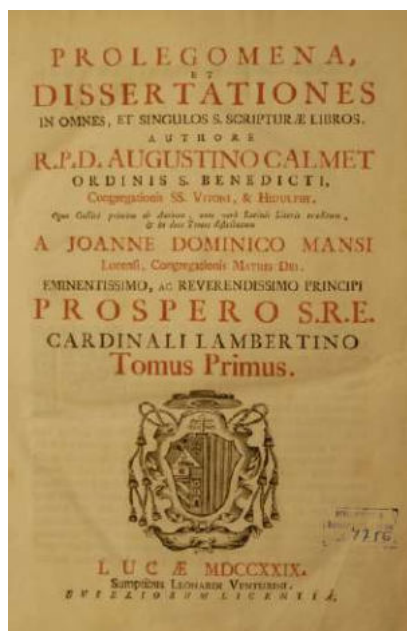 PROLEGOMENA,
ET
DISSERTATIONES
IN OMNES, ET SINGULOS S. SCRIPTURÆ LIBROS.
AUTHORE
R.P.D. AUGUSTINO CALMET
ORDINIS S. BENEDICTI,
Congregationis SS. VITONI, & HIDULPHI.
A JOANNE DOMINICO MANSI
Lucensi, Congregationis MATRIS DEI.
EMINENTISSIMO, AC REVERENDISSIMO PRINCIPI
PROSPERO S.R.E.
CARDINALI LAMBERTINO
Tomus Primus.
LUCÆ MDCCXXIX.
Sumptibus LEONARDI VENTURINI.
SUPERIORUM LICENTIA,